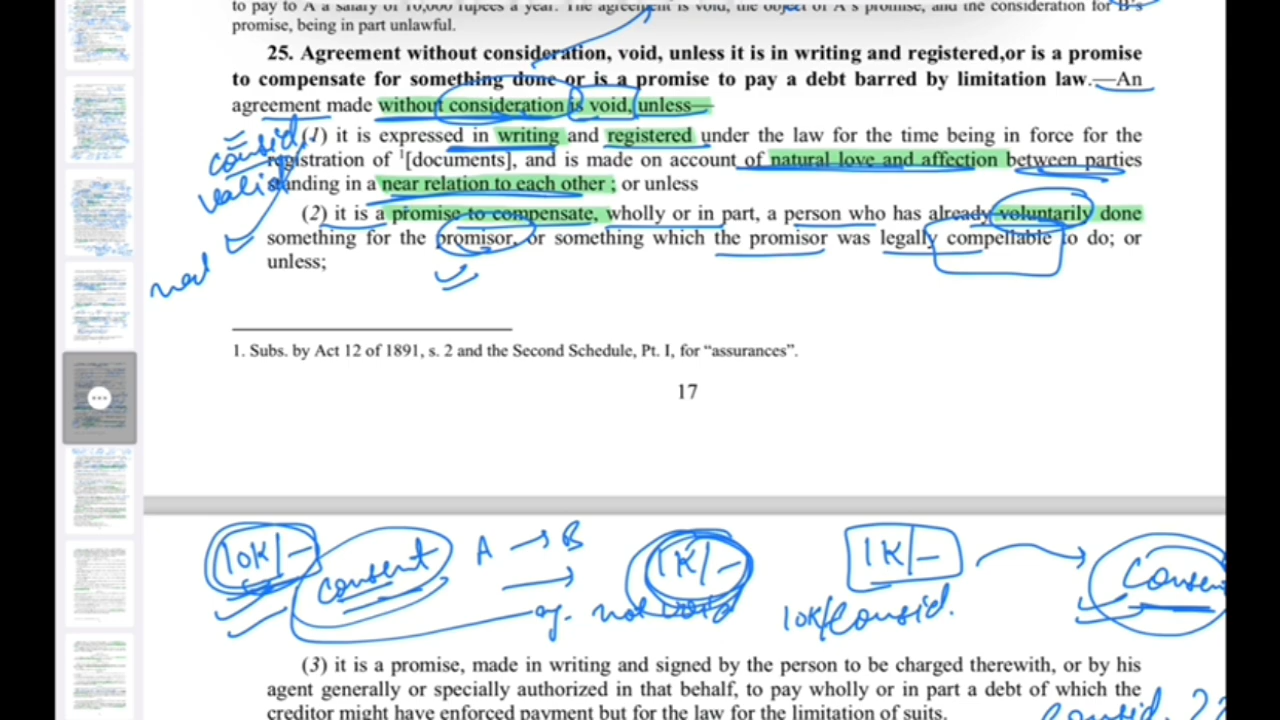 to pay to A a salary of 10,000 rupees a year. The agreement is void, the object of A's promise, and the consideration for B's
promise, being in part unlawful.
25. Agreement without consideration, void, unless it is in writing and registered,or is a promise
to compensate for something done or is a promise to pay a debt barred by limitation law.—An
agreement made without consideration is void, unless—
(1) it is expressed in writing and registered under the law for the time being in force for the
consid.
registration of 1[documents], and is made on account of natural love and affection between parties
valid
standing in a near relation to each other ; or unless
(2) it is a promise to compensate, wholly or in part, a person who has already voluntarily done
something for the promisor, or something which the promisor was legally compellable to do; or
unless;
1. Subs. by Act 12 of 1891, s. 2 and the Second Schedule, Pt. I, for “assurances”.
17
10K/- consent A → B 1K/- 1K/- → Consent
ag. not void 10K/Consid.
(3) it is a promise, made in writing and signed by the person to be charged therewith, or by his
agent generally or specially authorized in that behalf, to pay wholly or in part a debt of which the
creditor might have enforced payment but for the law for the limitation of suits.
Consid. ??